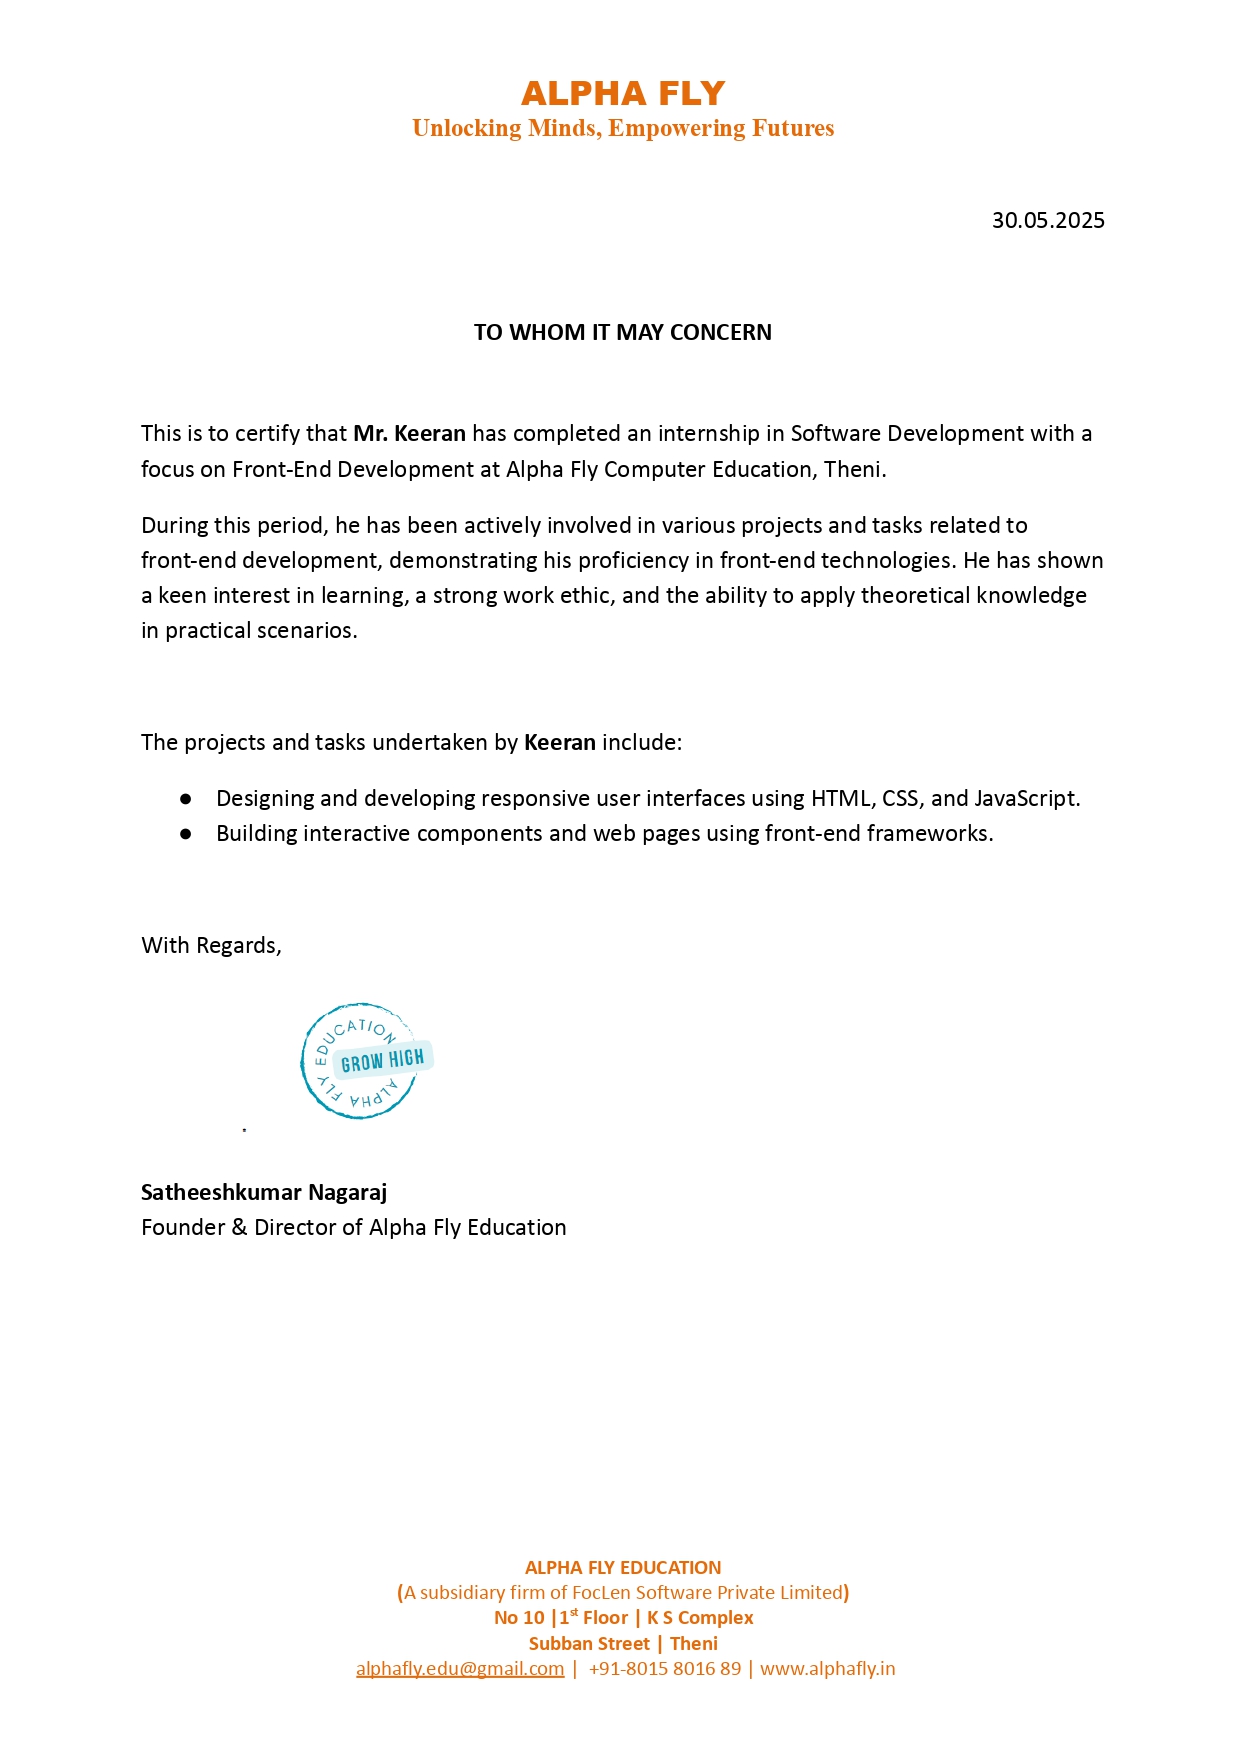 ALPHA FLY
Unlocking Minds, Empowering Futures
30.05.2025
TO WHOM IT MAY CONCERN
This is to certify that Mr. Keeran has completed an internship in Software Development with a
focus on Front-End Development at Alpha Fly Computer Education, Theni.
During this period, he has been actively involved in various projects and tasks related to
front-end development, demonstrating his proficiency in front-end technologies. He has shown
a keen interest in learning, a strong work ethic, and the ability to apply theoretical knowledge
in practical scenarios.
The projects and tasks undertaken by Keeran include:
● Designing and developing responsive user interfaces using HTML, CSS, and JavaScript.
● Building interactive components and web pages using front-end frameworks.
With Regards,
ALPHA FLY EDUCATION
GROW HIGH
Satheeshkumar Nagaraj
Founder & Director of Alpha Fly Education
ALPHA FLY EDUCATION
(A subsidiary firm of FocLen Software Private Limited)
No 10 |1st Floor | K S Complex
Subban Street | Theni
alphafly.edu@gmail.com | +91-8015 8016 89 | www.alphafly.in